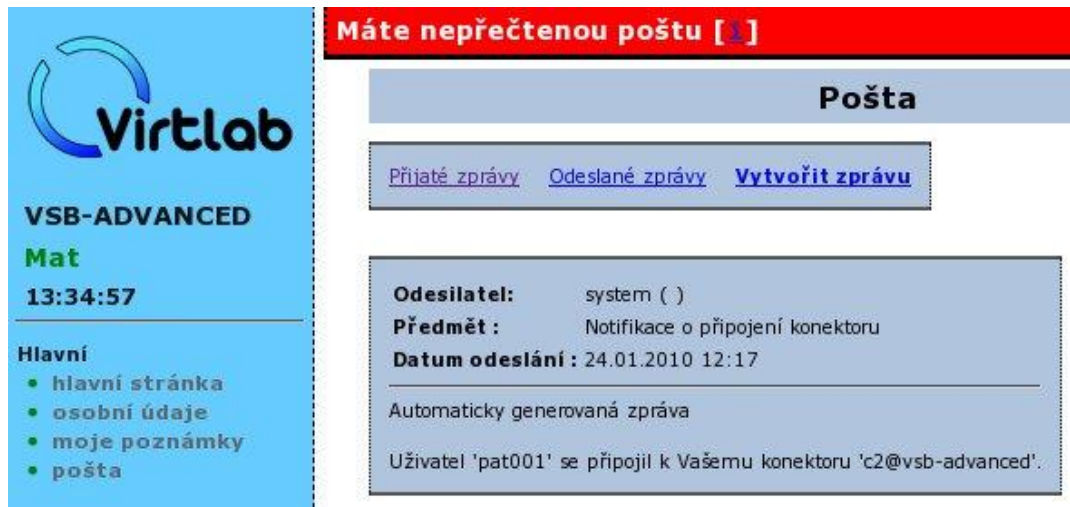 Virtlab
VSB-ADVANCED
Mat
13:34:57
Hlavní
hlavní stránka
osobní údaje
moje poznámky
pošta
Máte nepřečtenou poštu [1]
Pošta
Přijaté zprávy Odeslané zprávy Vytvořit zprávu
Odesilatel: system ( )
Předmět : Notifikace o připojení konektoru
Datum odeslání : 24.01.2010 12:17
Automaticky generovaná zpráva
Uživatel 'pat001' se připojil k Vašemu konektoru 'c2@vsb-advanced'.